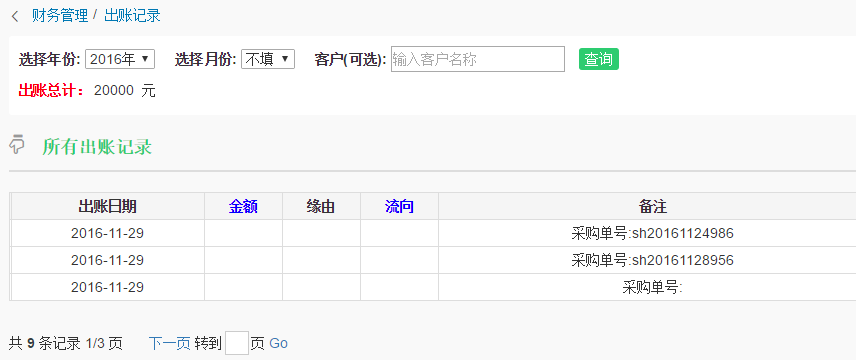 财务管理 / 出账记录
选择年份: 2016年 选择月份: 不填 客户(可选): 输入客户名称 查询
出账总计： 20000 元
所有出账记录
出账日期 金额 缘由 流向 备注
2016-11-29 采购单号:sh20161124986
2016-11-29 采购单号:sh20161128956
2016-11-29 采购单号:
共 9 条记录 1/3 页 下一页 转到 页 Go